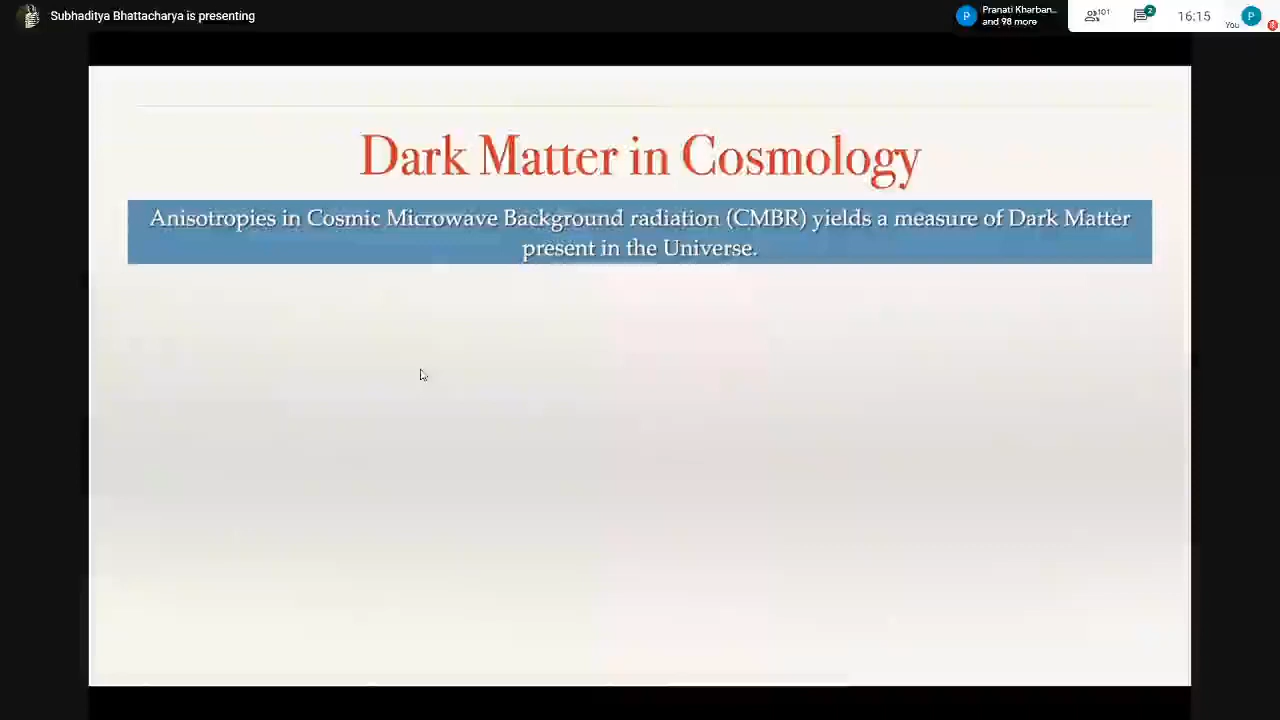 Subhaditya Bhattacharya is presenting
P
Pranati Kharban...
and 98 more
101
2
16:15
You
P
Dark Matter in Cosmology
Anisotropies in Cosmic Microwave Background radiation (CMBR) yields a measure of Dark Matter
present in the Universe.